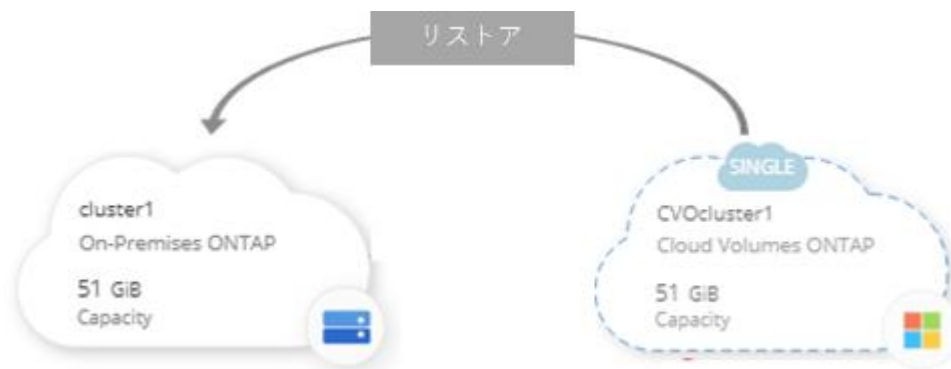 リストア
cluster1
On-Premises ONTAP
51 GiB
Capacity
SINGLE
CVOcluster1
Cloud Volumes ONTAP
51 GiB
Capacity